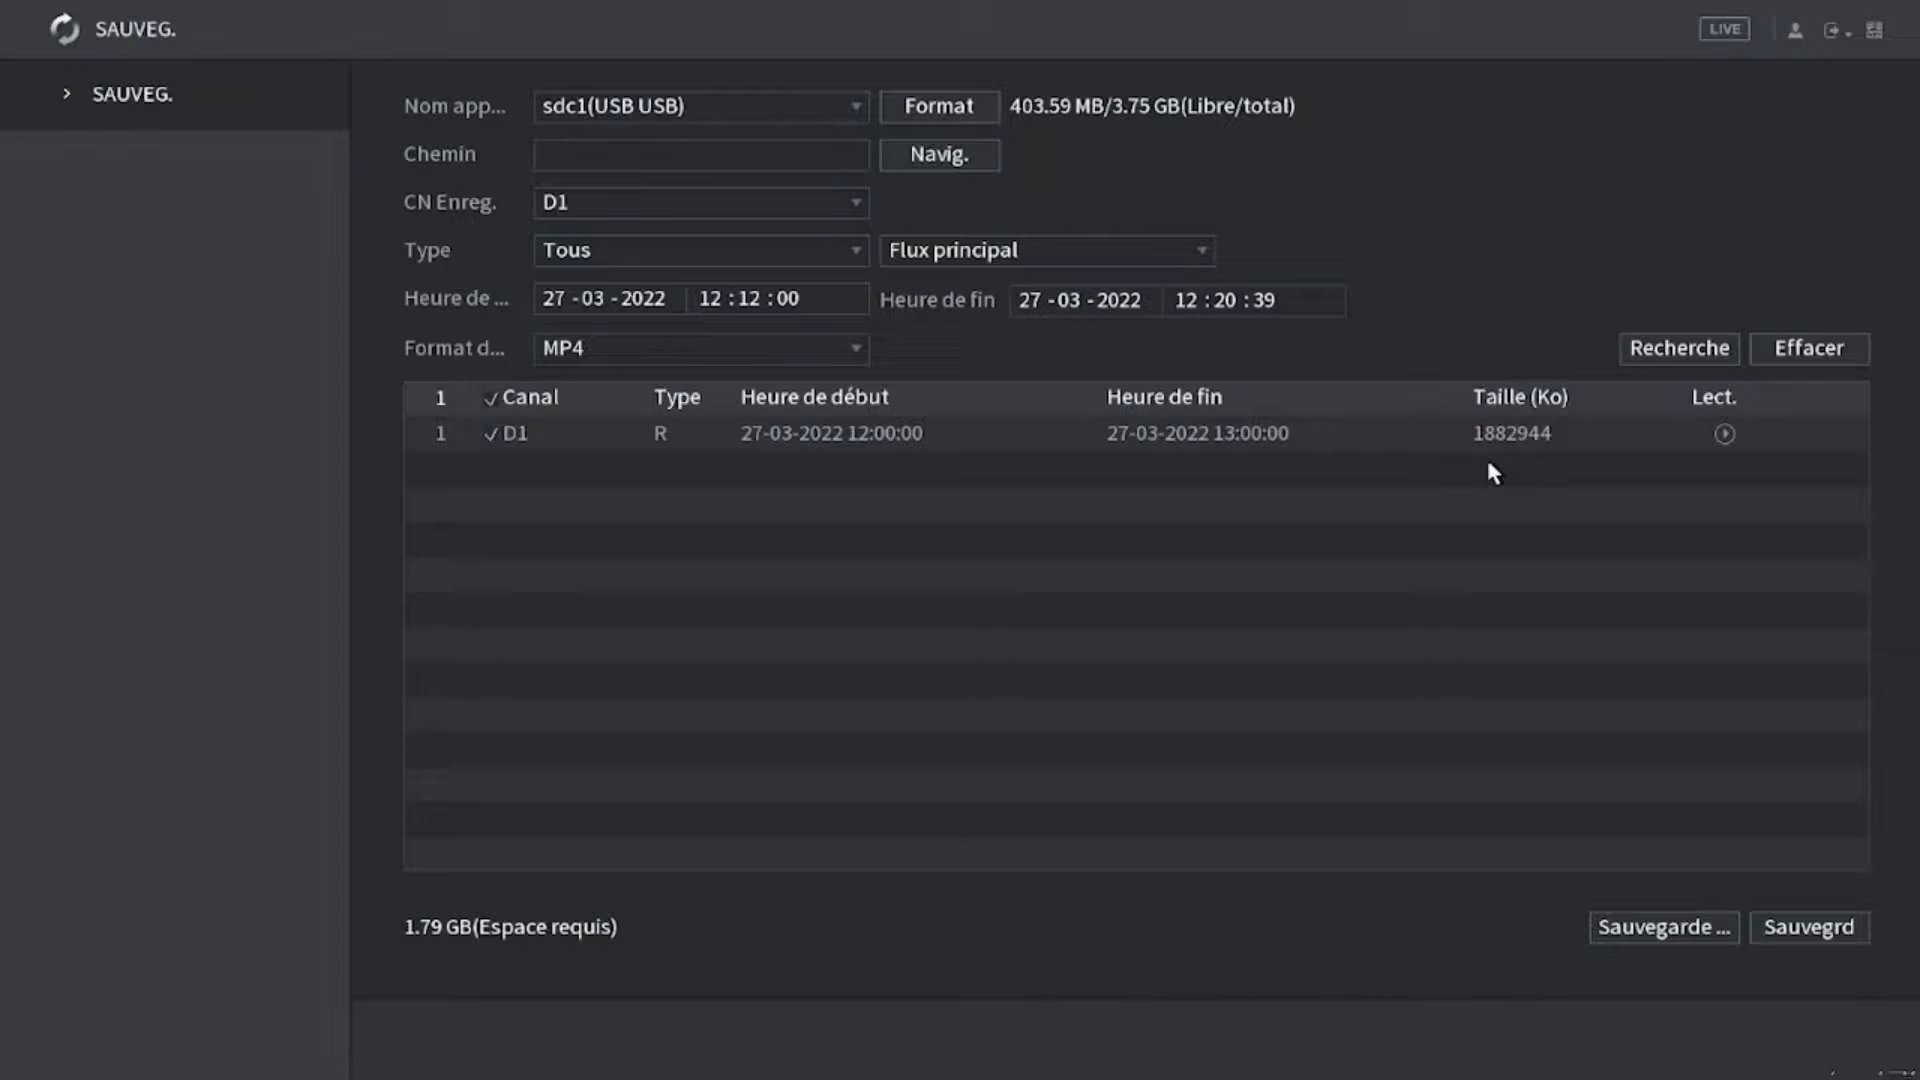 SAUVEG.
LIVE
SAUVEG.
Nom app... sdc1(USB USB) Format 403.59 MB/3.75 GB(Libre/total)
Chemin Navig.
CN Enreg. D1
Type Tous Flux principal
Heure de ... 27 -03 -2022 12 :12 :00 Heure de fin 27 -03 -2022 12 :20 :39
Format d... MP4 Recherche Effacer
1 Canal Type Heure de début Heure de fin Taille (Ko) Lect.
1 D1 R 27-03-2022 12:00:00 27-03-2022 13:00:00 1882944
1.79 GB(Espace requis) Sauvegarde ... Sauvegrd